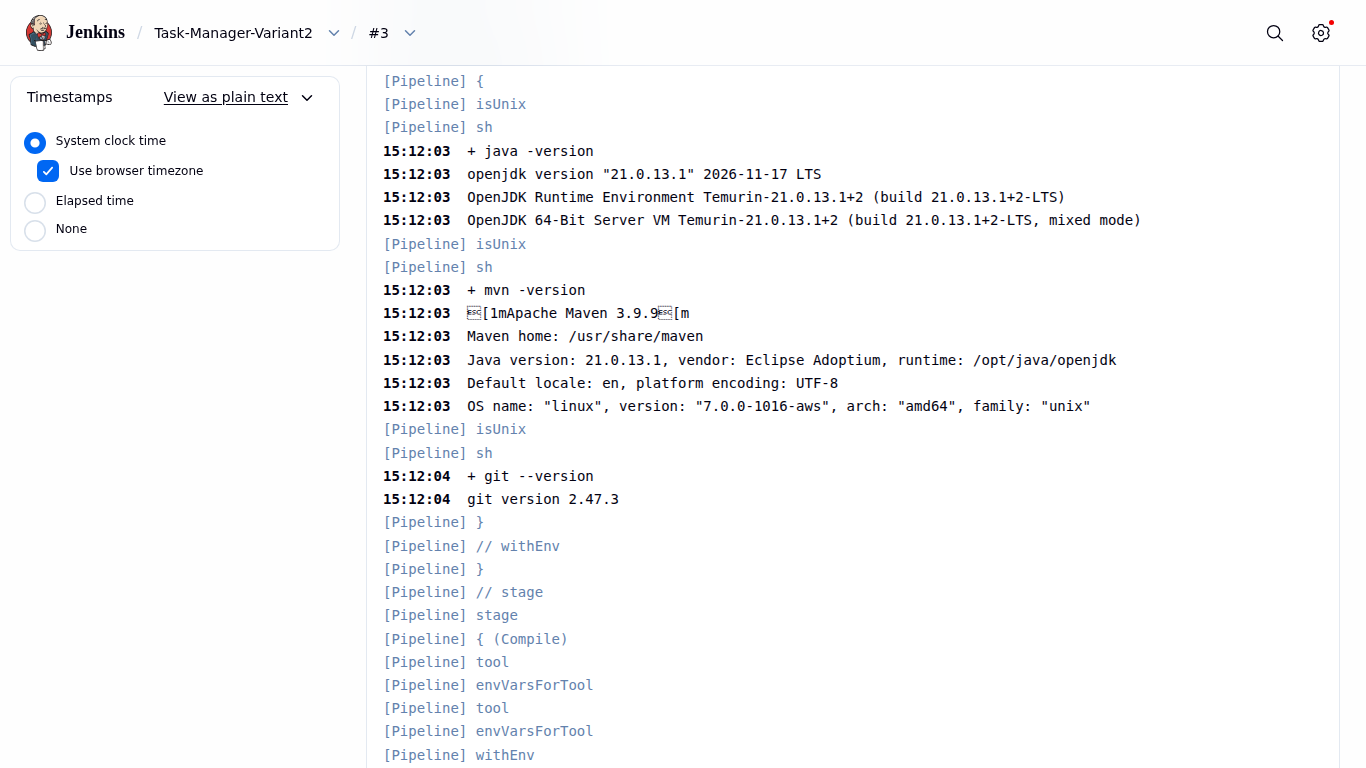 Jenkins / Task-Manager-Variant2 / #3
Timestamps View as plain text
System clock time
Use browser timezone
Elapsed time
None
[Pipeline] {
[Pipeline] isUnix
[Pipeline] sh
15:12:03 + java -version
15:12:03 openjdk version "21.0.13.1" 2026-11-17 LTS
15:12:03 OpenJDK Runtime Environment Temurin-21.0.13.1+2 (build 21.0.13.1+2-LTS)
15:12:03 OpenJDK 64-Bit Server VM Temurin-21.0.13.1+2 (build 21.0.13.1+2-LTS, mixed mode)
[Pipeline] isUnix
[Pipeline] sh
15:12:03 + mvn -version
15:12:03 [1mApache Maven 3.9.9[m
15:12:03 Maven home: /usr/share/maven
15:12:03 Java version: 21.0.13.1, vendor: Eclipse Adoptium, runtime: /opt/java/openjdk
15:12:03 Default locale: en, platform encoding: UTF-8
15:12:03 OS name: "linux", version: "7.0.0-1016-aws", arch: "amd64", family: "unix"
[Pipeline] isUnix
[Pipeline] sh
15:12:04 + git --version
15:12:04 git version 2.47.3
[Pipeline] }
[Pipeline] // withEnv
[Pipeline] }
[Pipeline] // stage
[Pipeline] stage
[Pipeline] { (Compile)
[Pipeline] tool
[Pipeline] envVarsForTool
[Pipeline] tool
[Pipeline] envVarsForTool
[Pipeline] withEnv